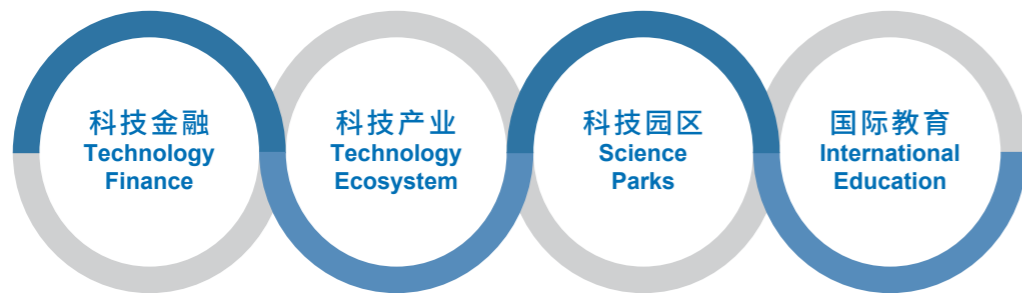 科技金融
Technology
Finance
科技产业
Technology
Ecosystem
科技园区
Science
Parks
国际教育
International
Education